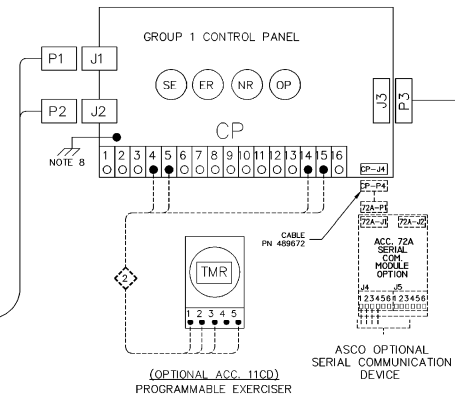 GROUP 1 CONTROL PANEL
P1 J1
SE ER NR OP
P2 J2
J3 P3
CP
NOTE 8
1 2 3 4 5 6 7 8 9 10 11 12 13 14 15 16
CP-J4
CP-P4
72A-P1
72A-J1 72A-J2
CABLE
PN 489672
ACC. 72A
SERIAL
COM.
MODULE
OPTION
2
TMR
J4 J5
1 2 3 4 5 6 1 2 3 4 5 6
1 2 3 4 5
ASCO OPTIONAL
SERIAL COMMUNICATION
DEVICE
(OPTIONAL ACC. 11CD)
PROGRAMMABLE EXERCISER